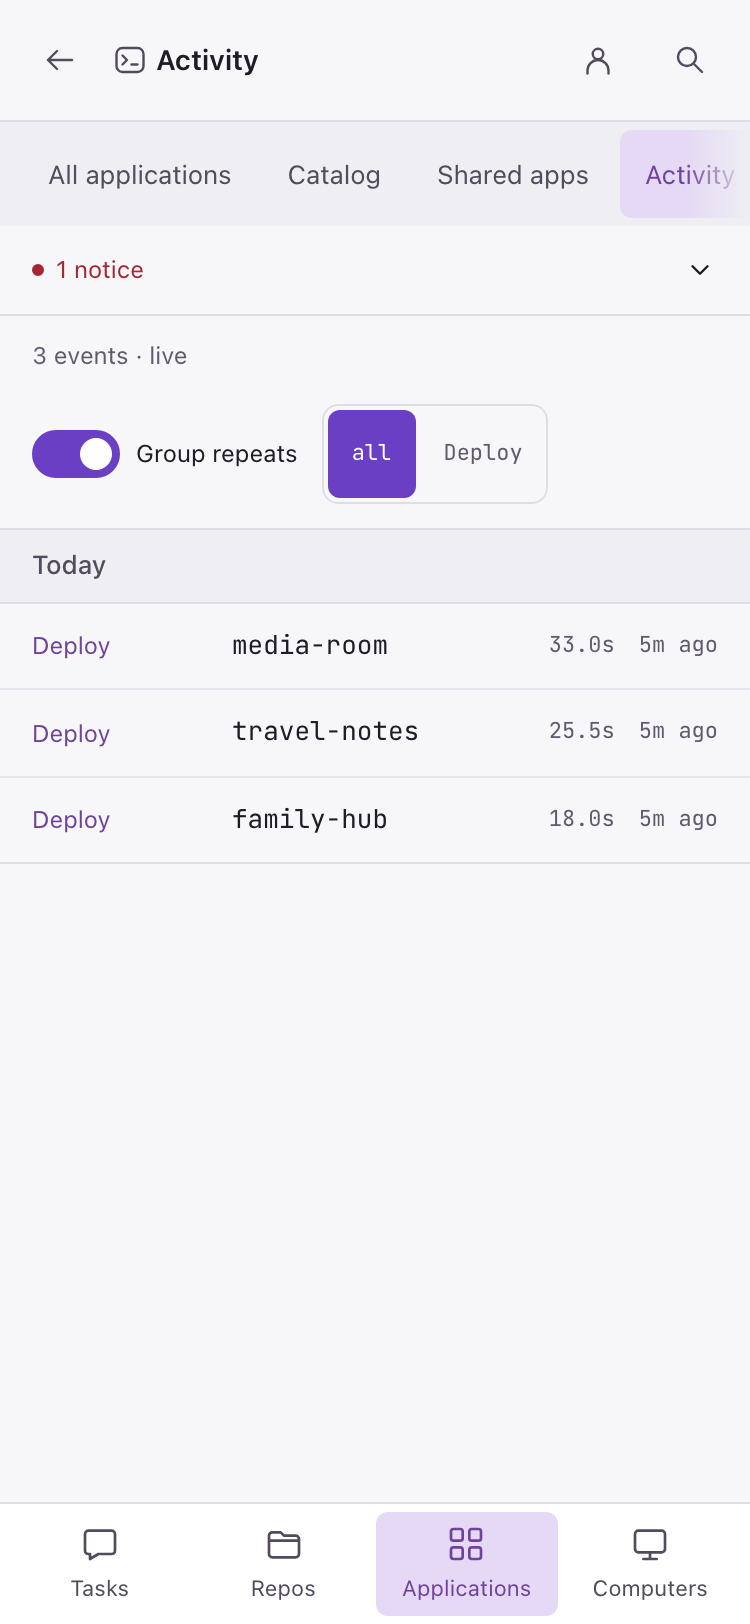 Activity
All applications Catalog Shared apps Activity
1 notice
3 events · live
Group repeats all Deploy
Today
Deploy media-room 33.0s 5m ago
Deploy travel-notes 25.5s 5m ago
Deploy family-hub 18.0s 5m ago
Tasks Repos Applications Computers